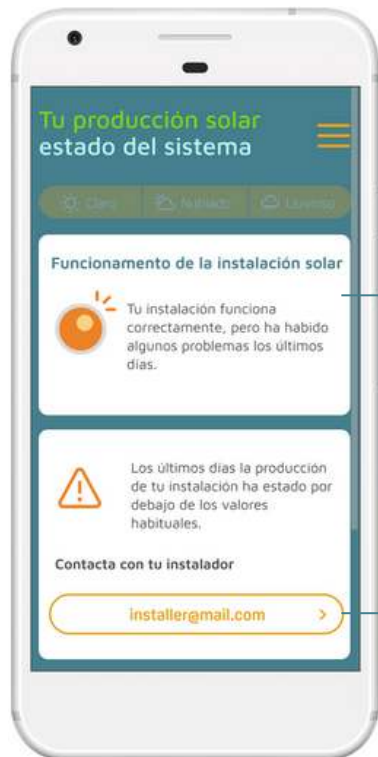 Tu producción solar
estado del sistema
Claro Nublado Lluvioso
Funcionamento de la instalación solar
Tu instalación funciona
correctamente, pero ha habido
algunos problemas los últimos
días.
Los últimos días la producción
de tu instalación ha estado por
debajo de los valores
habituales.
Contacta con tu instalador
installer@mail.com >